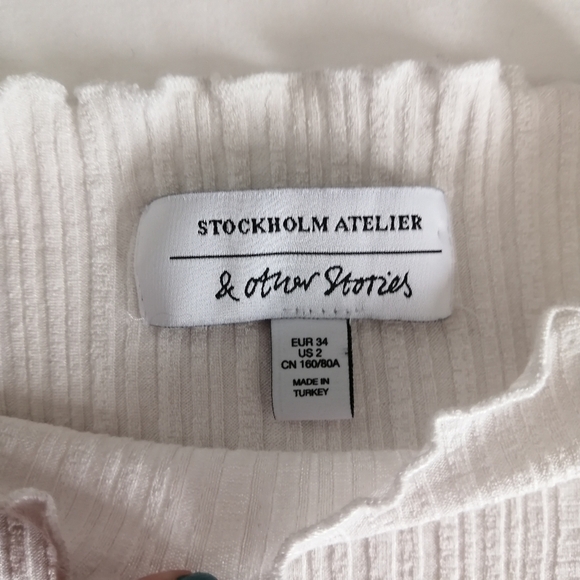 STOCKHOLM ATELIER
& other Stories
EUR 34
US 2
CN 160/80A
MADE IN
TURKEY